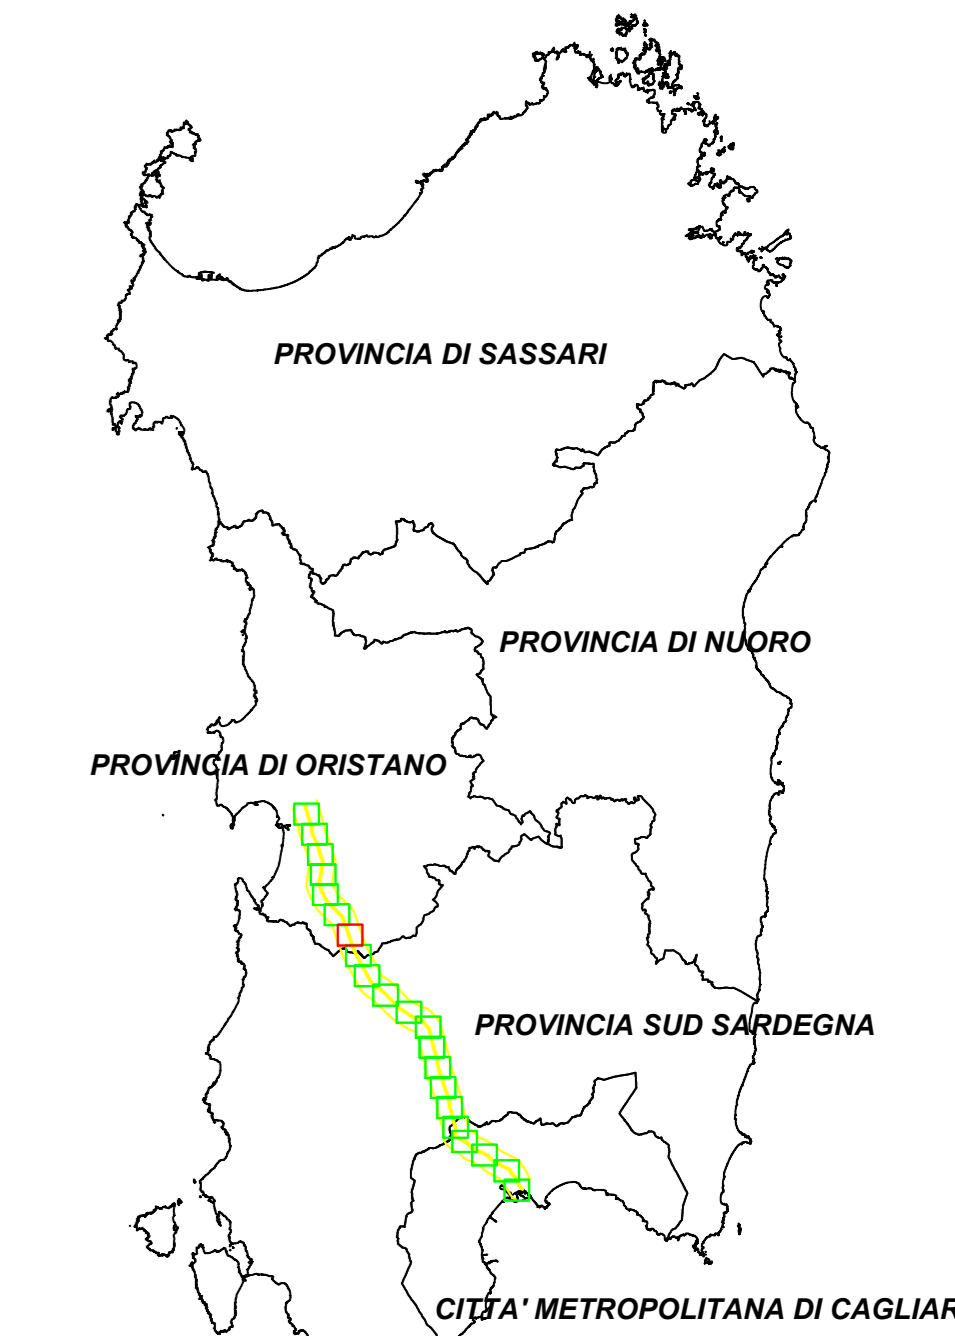 PROVINCIA DI SASSARI
PROVINCIA DI NUORO
PROVINCIA DI ORISTANO
PROVINCIA SUD SARDEGNA
CITTA' METROPOLITANA DI CAGLIAR